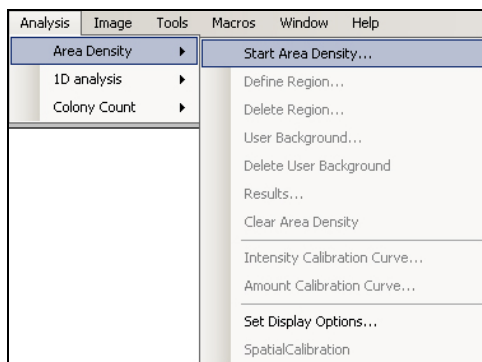 Analysis Image Tools Macros Window Help
Area Density
1D analysis
Colony Count
Start Area Density...
Define Region...
Delete Region...
User Background...
Delete User Background
Results...
Clear Area Density
Intensity Calibration Curve...
Amount Calibration Curve...
Set Display Options...
SpatialCalibration